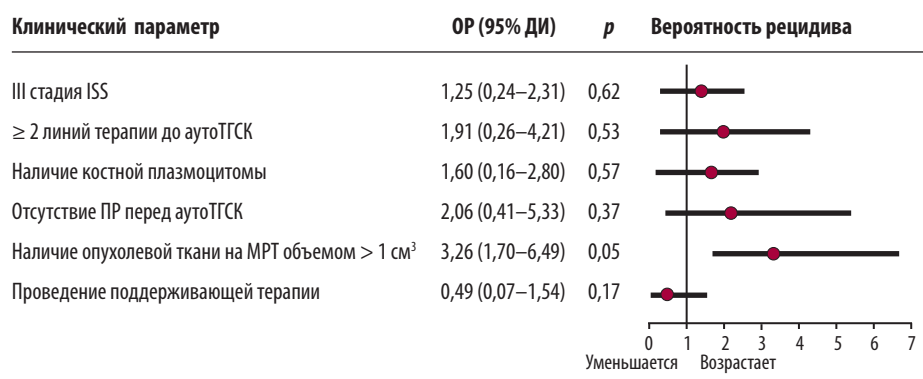 Клинический параметр ОР (95% ДИ) p Вероятность рецидива
III стадия ISS 1,25 (0,24–2,31) 0,62
≥ 2 линий терапии до аутоТГСК 1,91 (0,26–4,21) 0,53
Наличие костной плазмоцитомы 1,60 (0,16–2,80) 0,57
Отсутствие ПР перед аутоТГСК 2,06 (0,41–5,33) 0,37
Наличие опухолевой ткани на МРТ объемом > 1 см³ 3,26 (1,70–6,49) 0,05
Проведение поддерживающей терапии 0,49 (0,07–1,54) 0,17
0 1 2 3 4 5 6 7
Уменьшается Возрастает